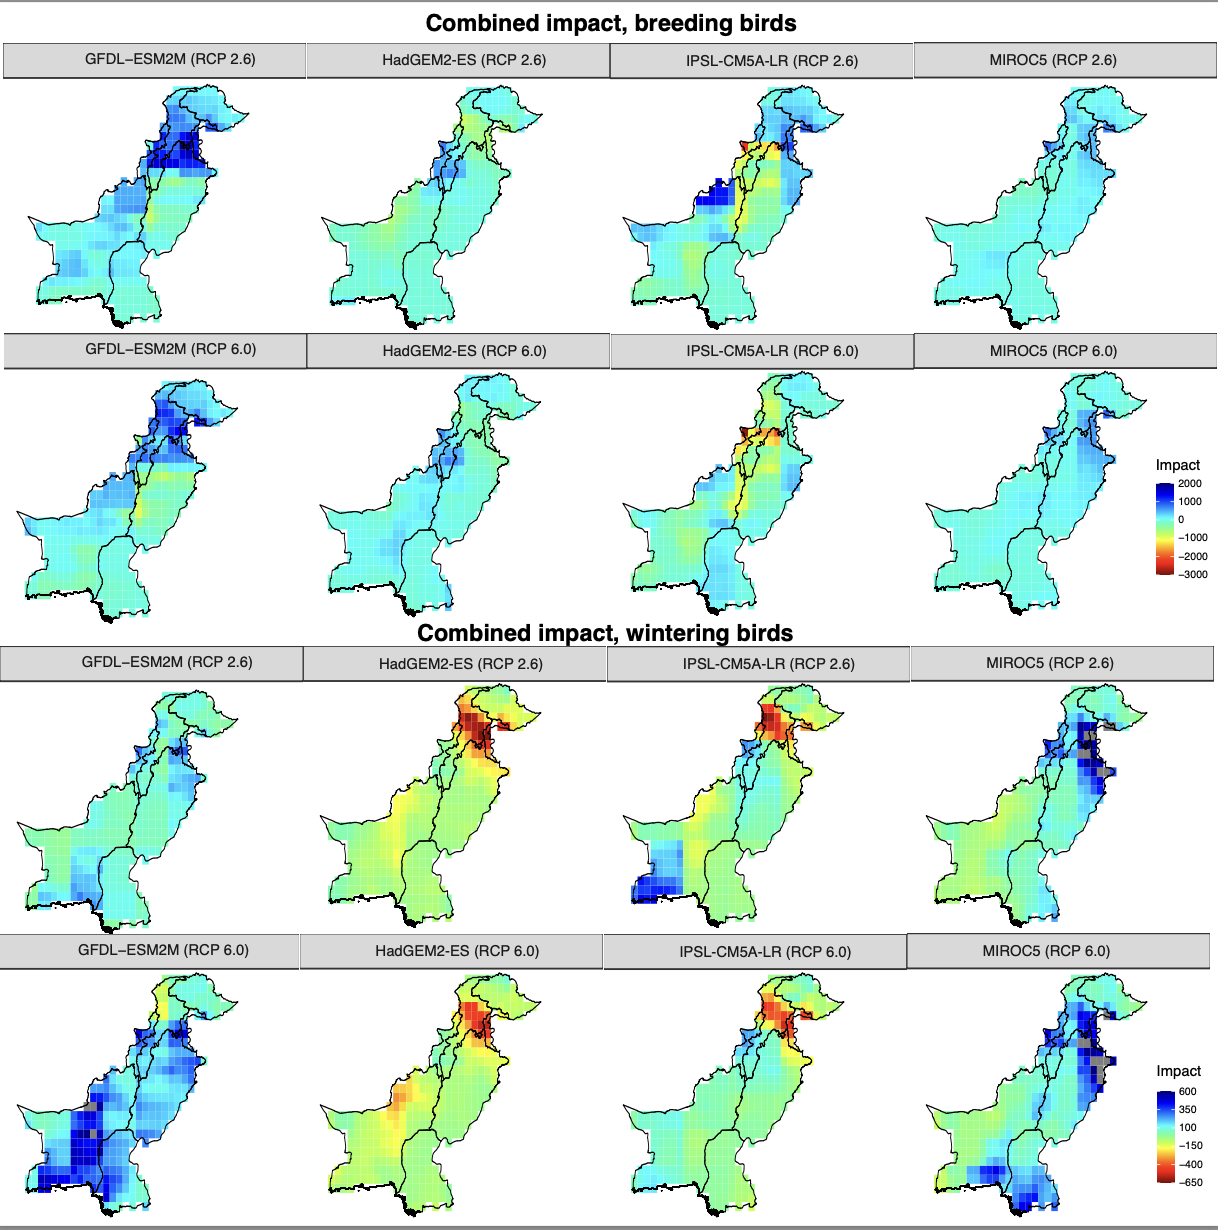 Combined impact, breeding birds
GFDL−ESM2M (RCP 2.6)
HadGEM2-ES (RCP 2.6)
IPSL-CM5A-LR (RCP 2.6)
MIROC5 (RCP 2.6)
GFDL−ESM2M (RCP 6.0)
HadGEM2-ES (RCP 6.0)
IPSL-CM5A-LR (RCP 6.0)
MIROC5 (RCP 6.0)
Impact
2000
1000
0
−1000
−2000
−3000
Combined impact, wintering birds
GFDL−ESM2M (RCP 2.6)
HadGEM2-ES (RCP 2.6)
IPSL-CM5A-LR (RCP 2.6)
MIROC5 (RCP 2.6)
GFDL−ESM2M (RCP 6.0)
HadGEM2-ES (RCP 6.0)
IPSL-CM5A-LR (RCP 6.0)
MIROC5 (RCP 6.0)
Impact
600
350
100
−150
−400
−650